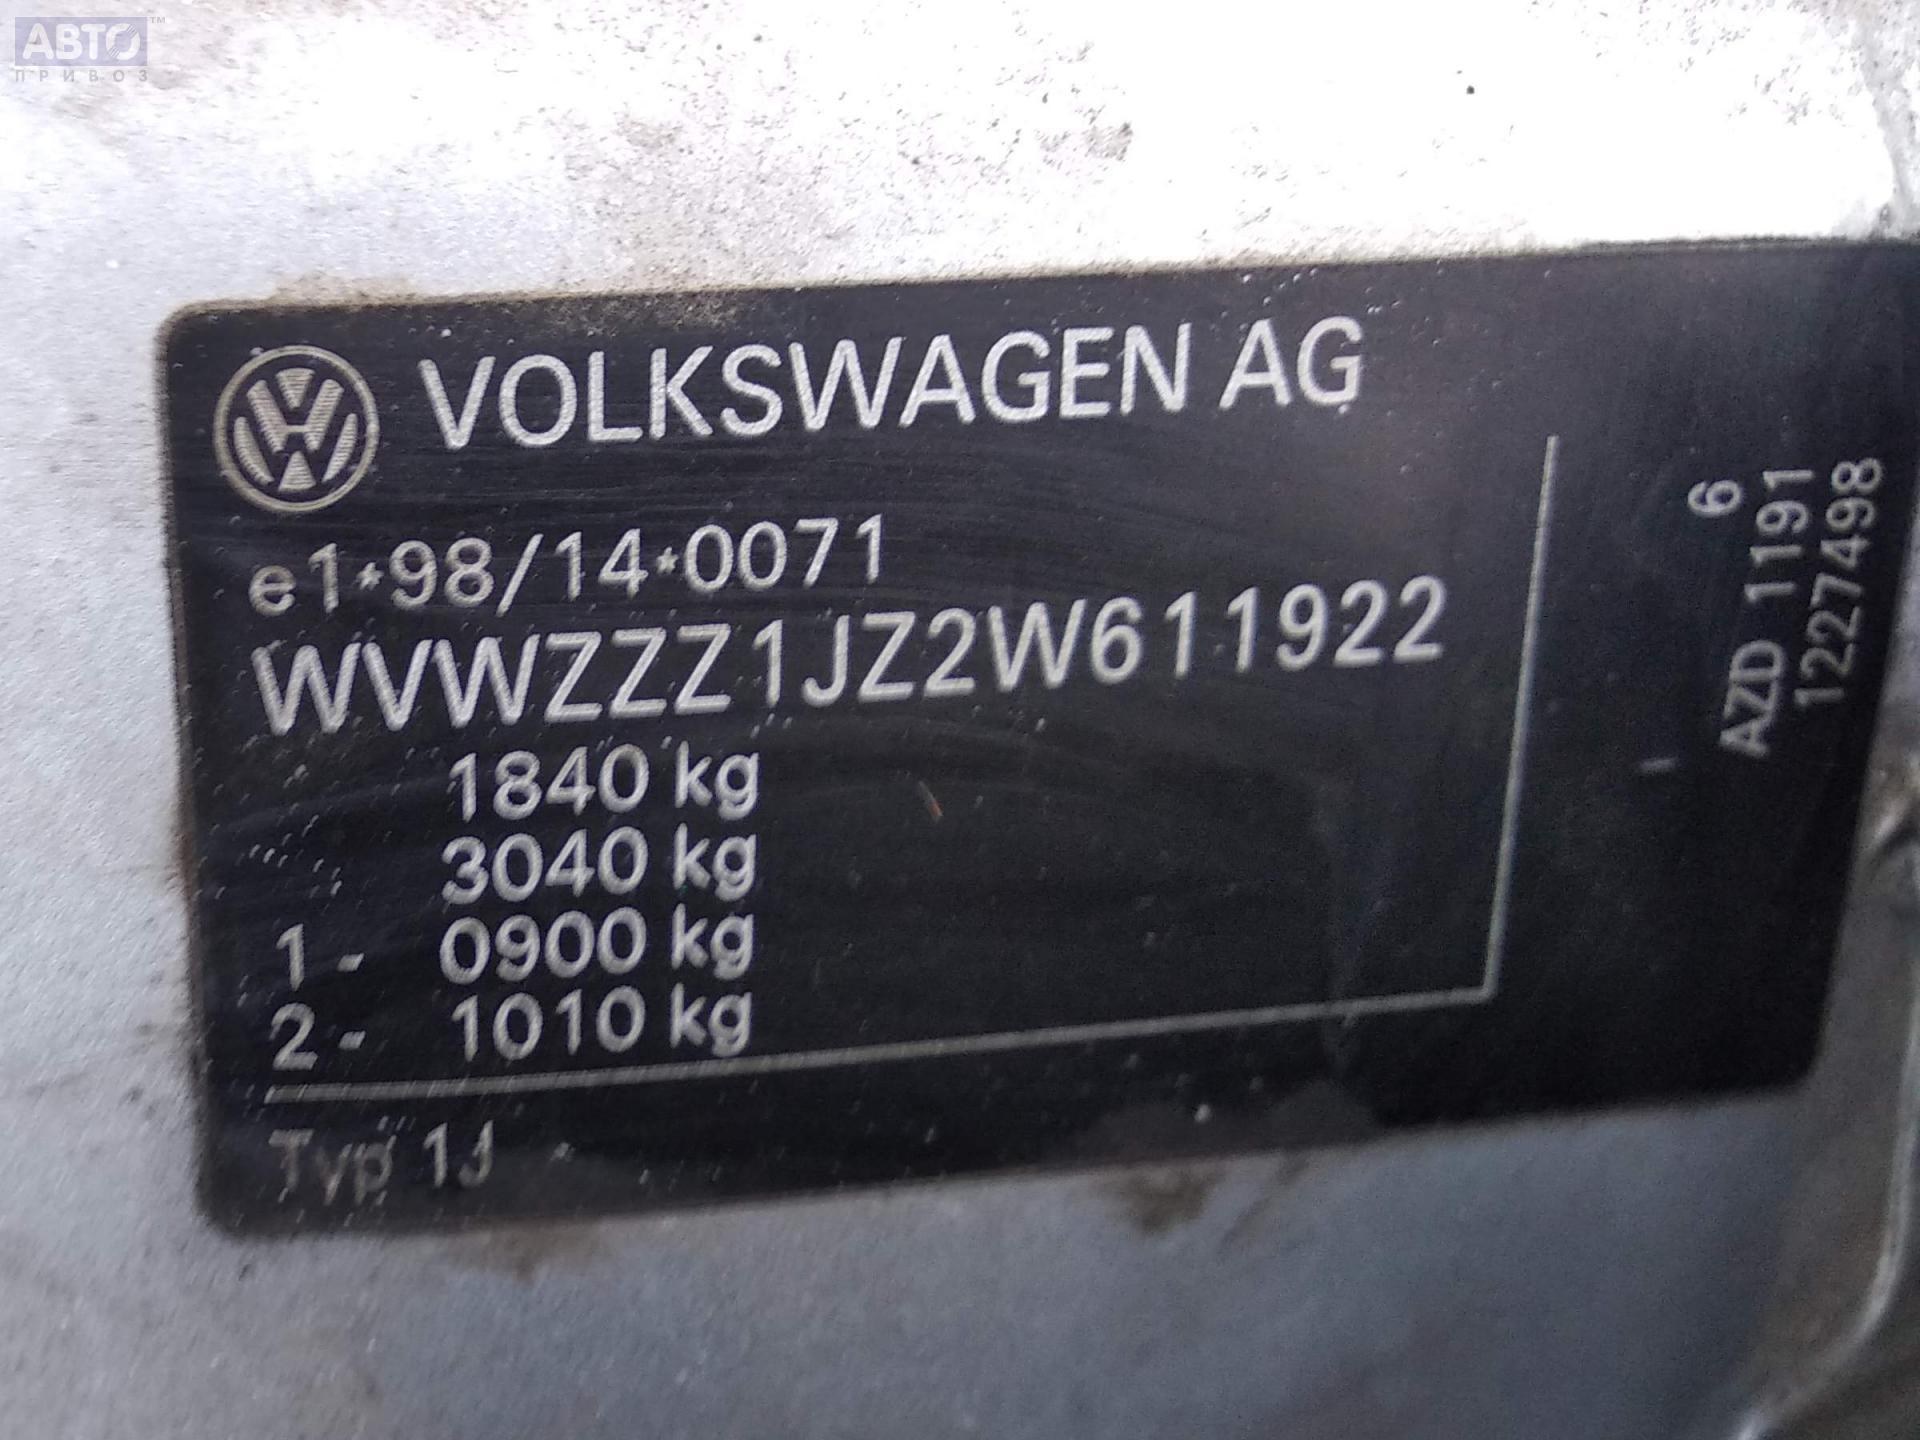 АВТО™
ПРИВОЗ
VOLKSWAGEN AG
e1*98/14*0071
WVWZZZ1JZ2W611922
1840 kg
3040 kg
1 - 0900 kg
2 - 1010 kg
Typ 1J
6
AZD 1191
1227498